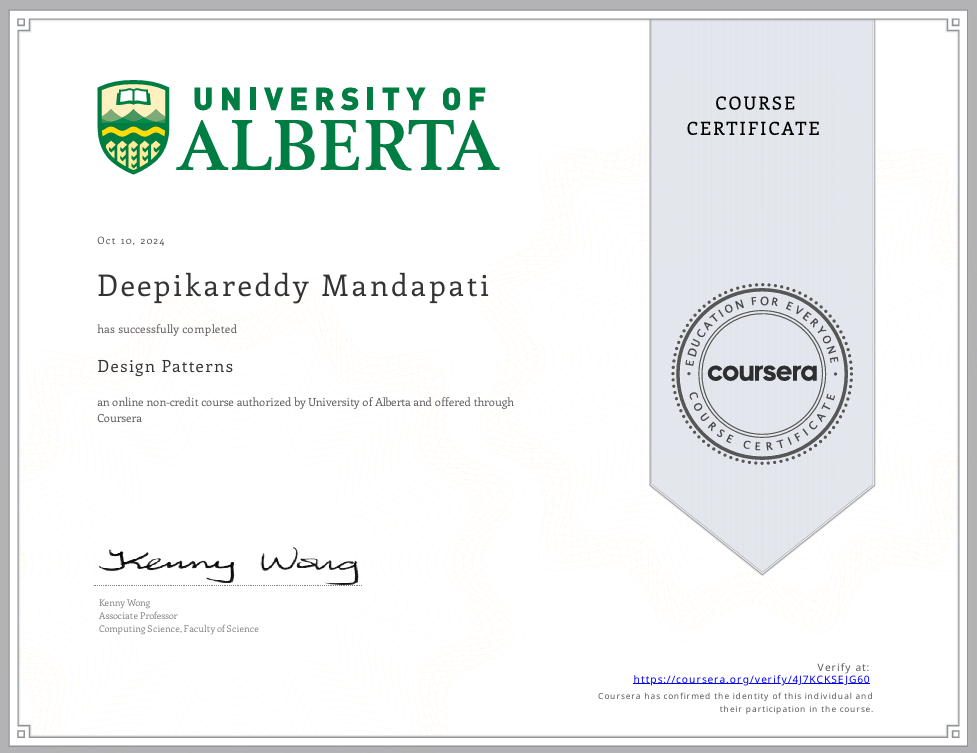 UNIVERSITY OF
ALBERTA
COURSE
CERTIFICATE
Oct 10, 2024
Deepikareddy Mandapati
has successfully completed
Design Patterns
an online non-credit course authorized by University of Alberta and offered through
Coursera
EDUCATION FOR EVERYONE
coursera
COURSE CERTIFICATE
Kenny Wong
Kenny Wong
Associate Professor
Computing Science, Faculty of Science
Verify at:
https://coursera.org/verify/4J7KCKSEJG60
Coursera has confirmed the identity of this individual and
their participation in the course.